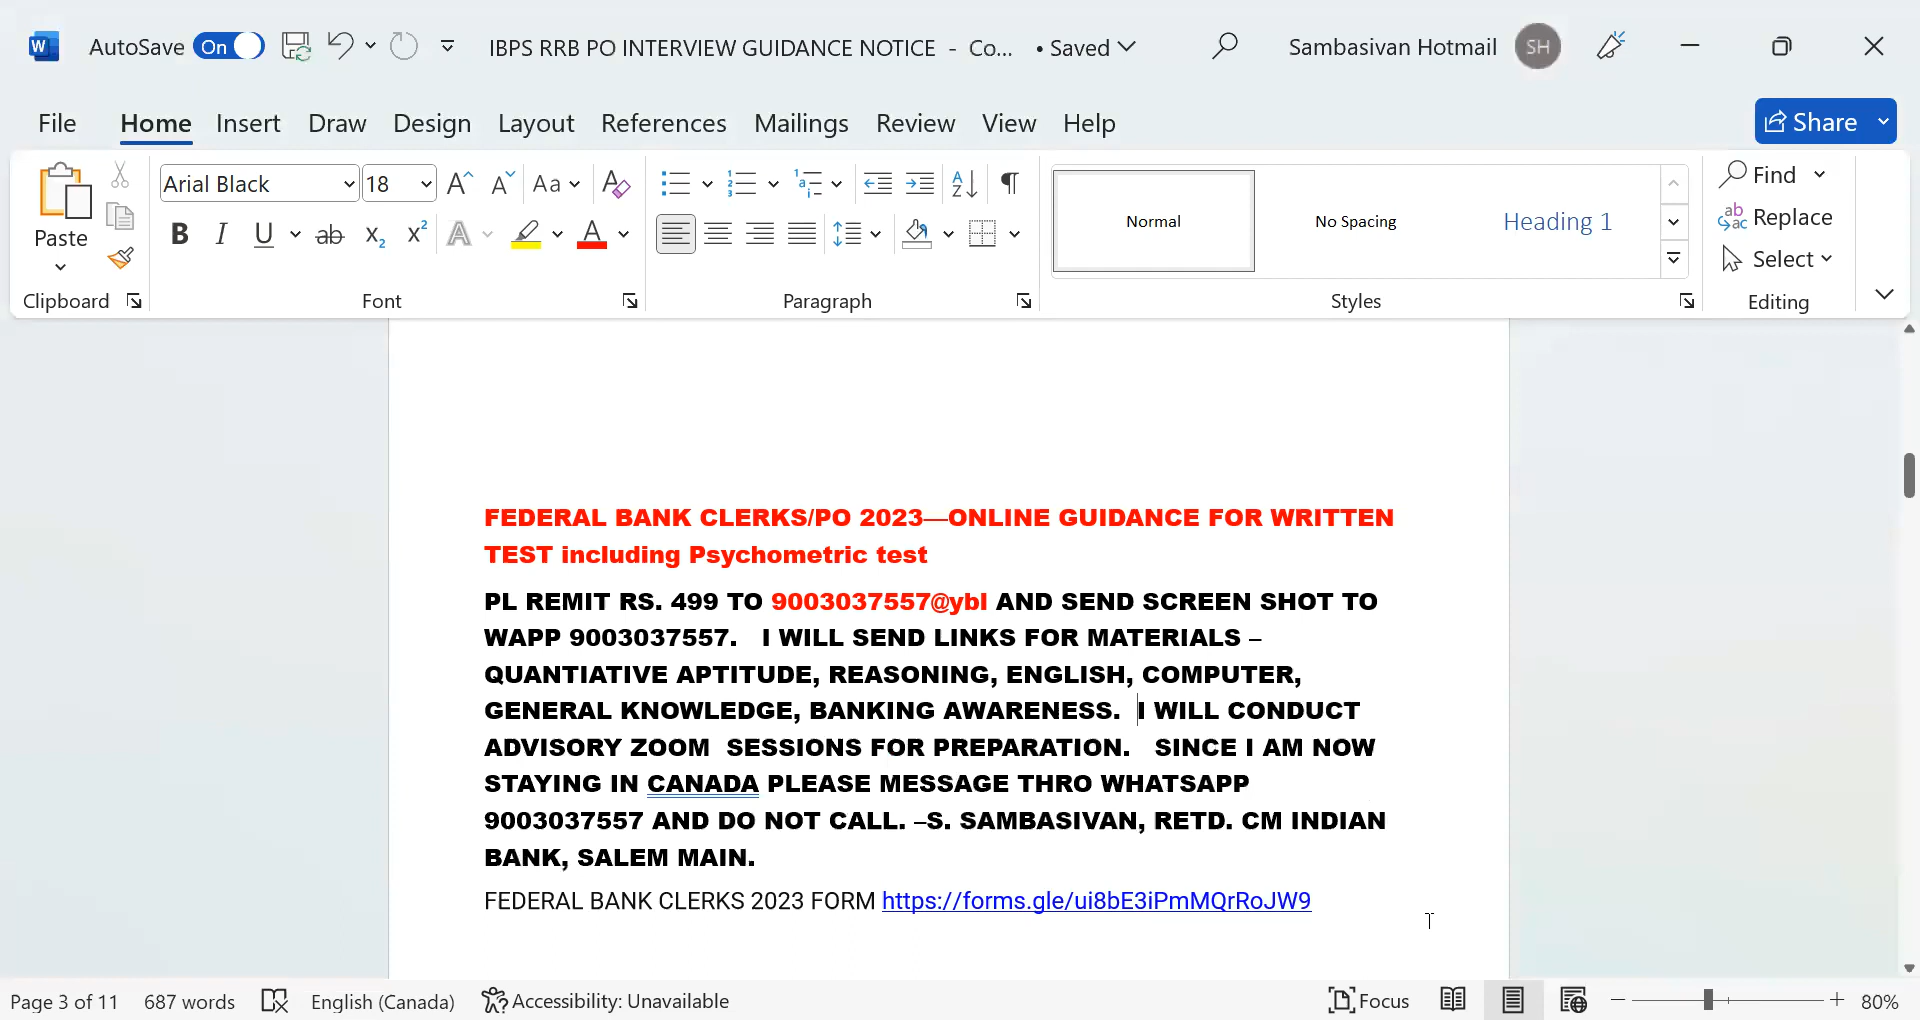 AutoSave On IBPS RRB PO INTERVIEW GUIDANCE NOTICE - Co... • Saved Sambasivan Hotmail SH
File Home Insert Draw Design Layout References Mailings Review View Help Share
Paste Arial Black 18 Aa Normal No Spacing Heading 1 Find Replace Select
Clipboard Font Paragraph Styles Editing
FEDERAL BANK CLERKS/PO 2023—ONLINE GUIDANCE FOR WRITTEN
TEST including Psychometric test
PL REMIT RS. 499 TO 9003037557@ybl AND SEND SCREEN SHOT TO
WAPP 9003037557. I WILL SEND LINKS FOR MATERIALS –
QUANTIATIVE APTITUDE, REASONING, ENGLISH, COMPUTER,
GENERAL KNOWLEDGE, BANKING AWARENESS. I WILL CONDUCT
ADVISORY ZOOM SESSIONS FOR PREPARATION. SINCE I AM NOW
STAYING IN CANADA PLEASE MESSAGE THRO WHATSAPP
9003037557 AND DO NOT CALL. –S. SAMBASIVAN, RETD. CM INDIAN
BANK, SALEM MAIN.
FEDERAL BANK CLERKS 2023 FORM https://forms.gle/ui8bE3iPmMQrRoJW9
Page 3 of 11 687 words English (Canada) Accessibility: Unavailable Focus 80%